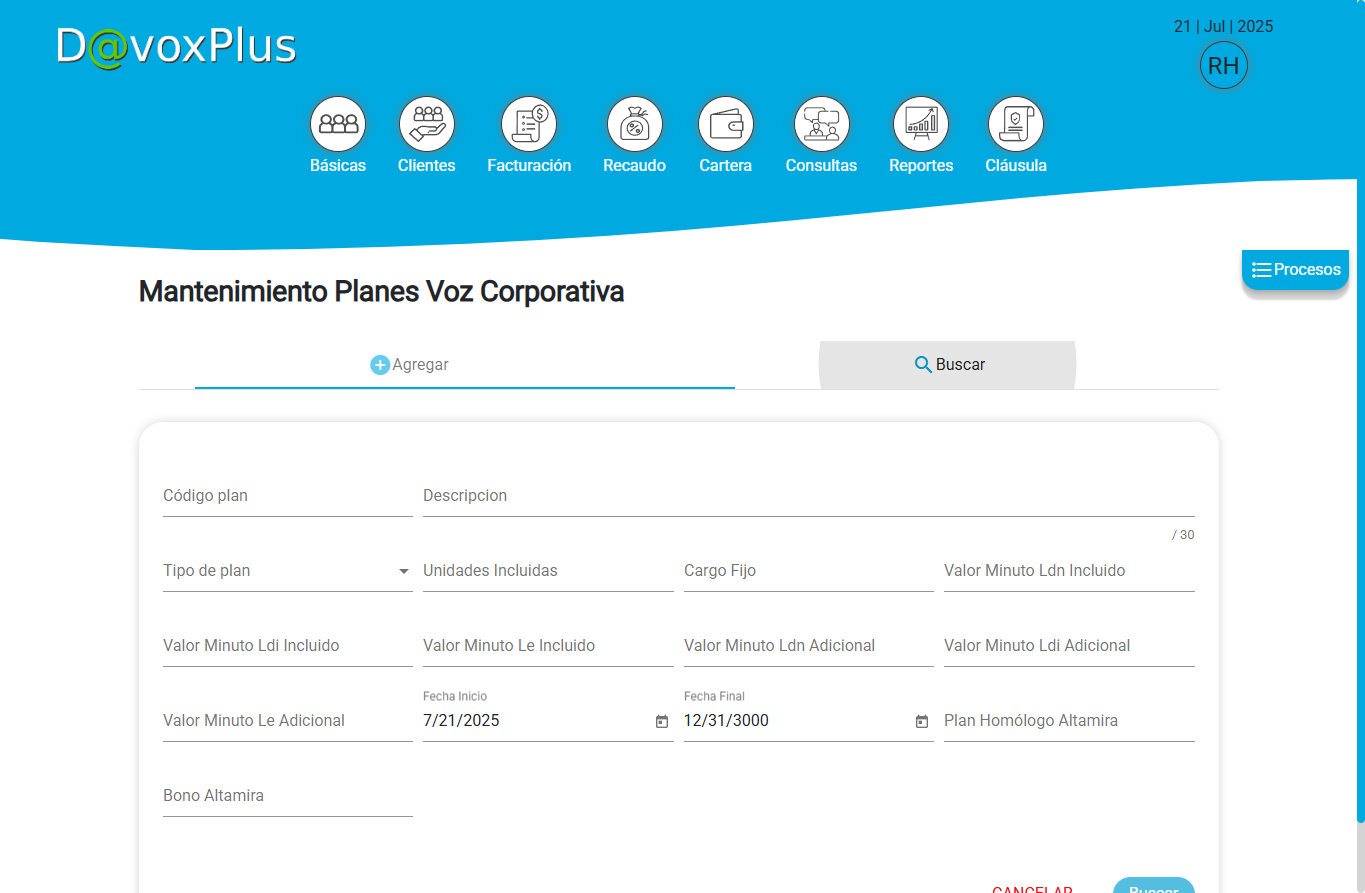 D@voxPlus
21 | Jul | 2025
RH
Básicas Clientes Facturación Recaudo Cartera Consultas Reportes Cláusula
Procesos
Mantenimiento Planes Voz Corporativa
Agregar Buscar
Código plan Descripcion
/ 30
Tipo de plan Unidades Incluidas Cargo Fijo Valor Minuto Ldn Incluido
Valor Minuto Ldi Incluido Valor Minuto Le Incluido Valor Minuto Ldn Adicional Valor Minuto Ldi Adicional
Fecha Inicio Fecha Final
Valor Minuto Le Adicional 7/21/2025 12/31/3000 Plan Homólogo Altamira
Bono Altamira
CANCELAR Buscar